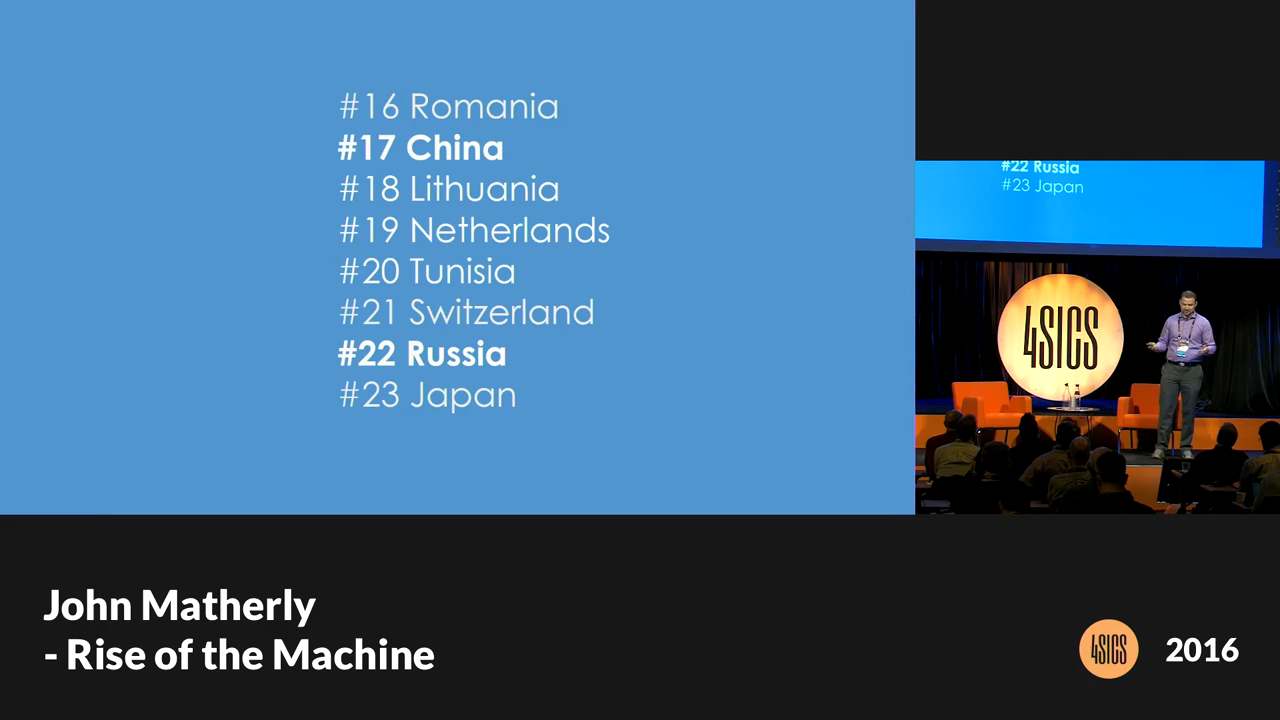 #16 Romania
#17 China
#18 Lithuania
#19 Netherlands
#20 Tunisia
#21 Switzerland
#22 Russia
#23 Japan
#22 Russia
#23 Japan
4SICS
John Matherly
- Rise of the Machine
4SICS
2016